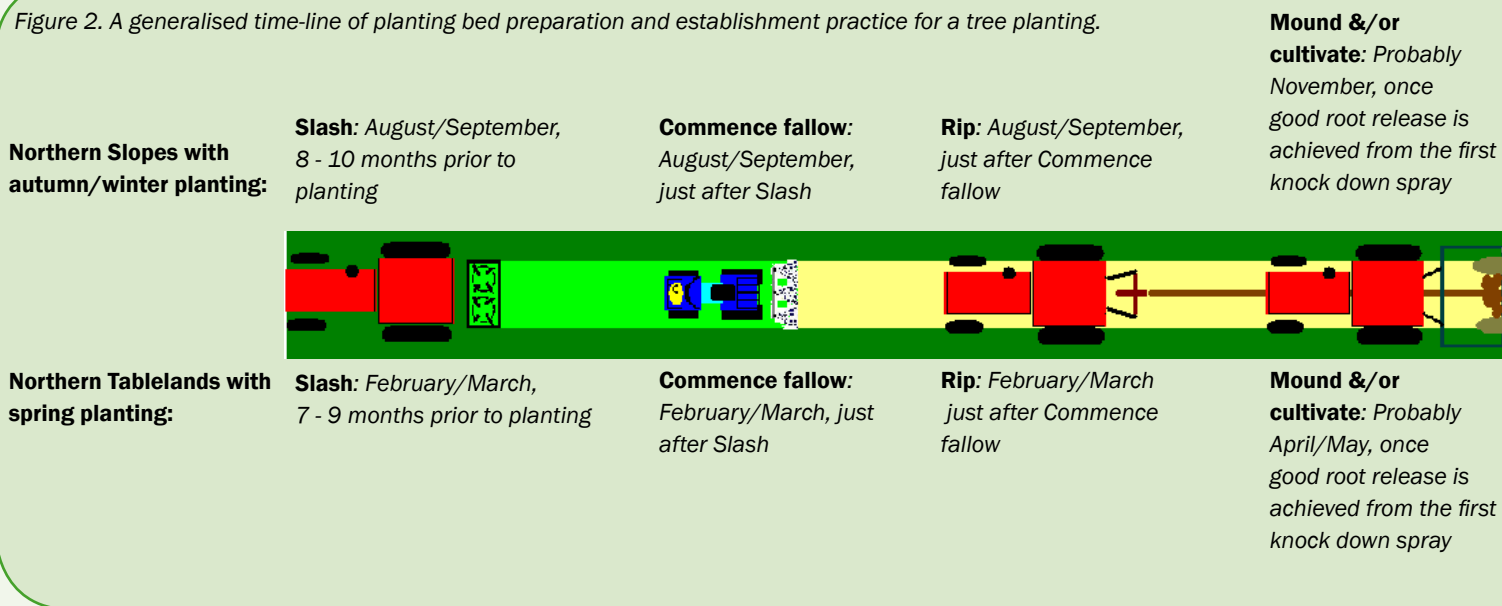 Figure 2. A generalised time-line of planting bed preparation and establishment practice for a tree planting.
Northern Slopes with
autumn/winter planting:
Slash: August/September,
8 - 10 months prior to
planting
Commence fallow:
August/September,
just after Slash
Rip: August/September,
just after Commence
fallow
Mound &/or
cultivate: Probably
November, once
good root release is
achieved from the first
knock down spray
Northern Tablelands with
spring planting:
Slash: February/March,
7 - 9 months prior to planting
Commence fallow:
February/March, just
after Slash
Rip: February/March
just after Commence
fallow
Mound &/or
cultivate: Probably
April/May, once
good root release is
achieved from the first
knock down spray